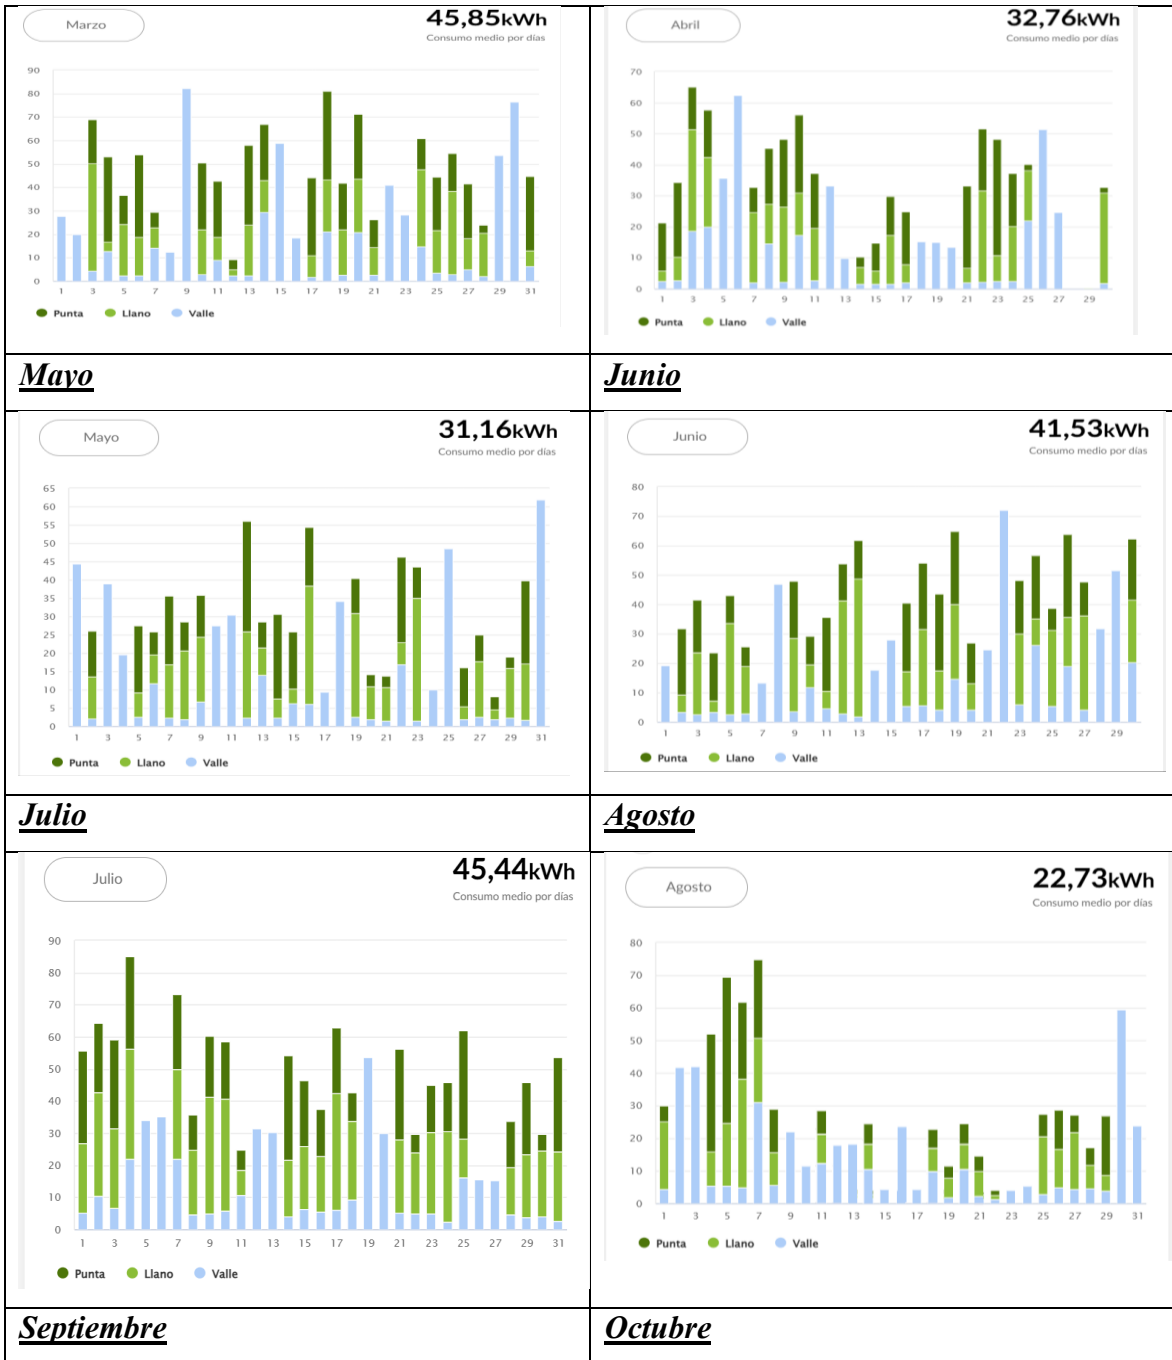 Marzo
45,85kWh
Consumo medio por días
90
80
70
60
50
40
30
20
10
0
1 3 5 7 9 11 13 15 17 19 21 23 25 27 29 31
Punta Llano Valle
Abril
32,76kWh
Consumo medio por días
70
60
50
40
30
20
10
0
1 3 5 7 9 11 13 15 17 19 21 23 25 27 29
Punta Llano Valle
Mayo
Junio
Mayo
31,16kWh
Consumo medio por días
65
60
55
50
45
40
35
30
25
20
15
10
5
0
1 3 5 7 9 11 13 15 17 19 21 23 25 27 29 31
Punta Llano Valle
Junio
41,53kWh
Consumo medio por días
80
70
60
50
40
30
20
10
0
1 3 5 7 9 11 13 15 17 19 21 23 25 27 29
Punta Llano Valle
Julio
Agosto
Julio
45,44kWh
Consumo medio por días
90
80
70
60
50
40
30
20
10
0
1 3 5 7 9 11 13 15 17 19 21 23 25 27 29 31
Punta Llano Valle
Agosto
22,73kWh
Consumo medio por días
80
70
60
50
40
30
20
10
0
1 3 5 7 9 11 13 15 17 19 21 23 25 27 29 31
Punta Llano Valle
Septiembre
Octubre